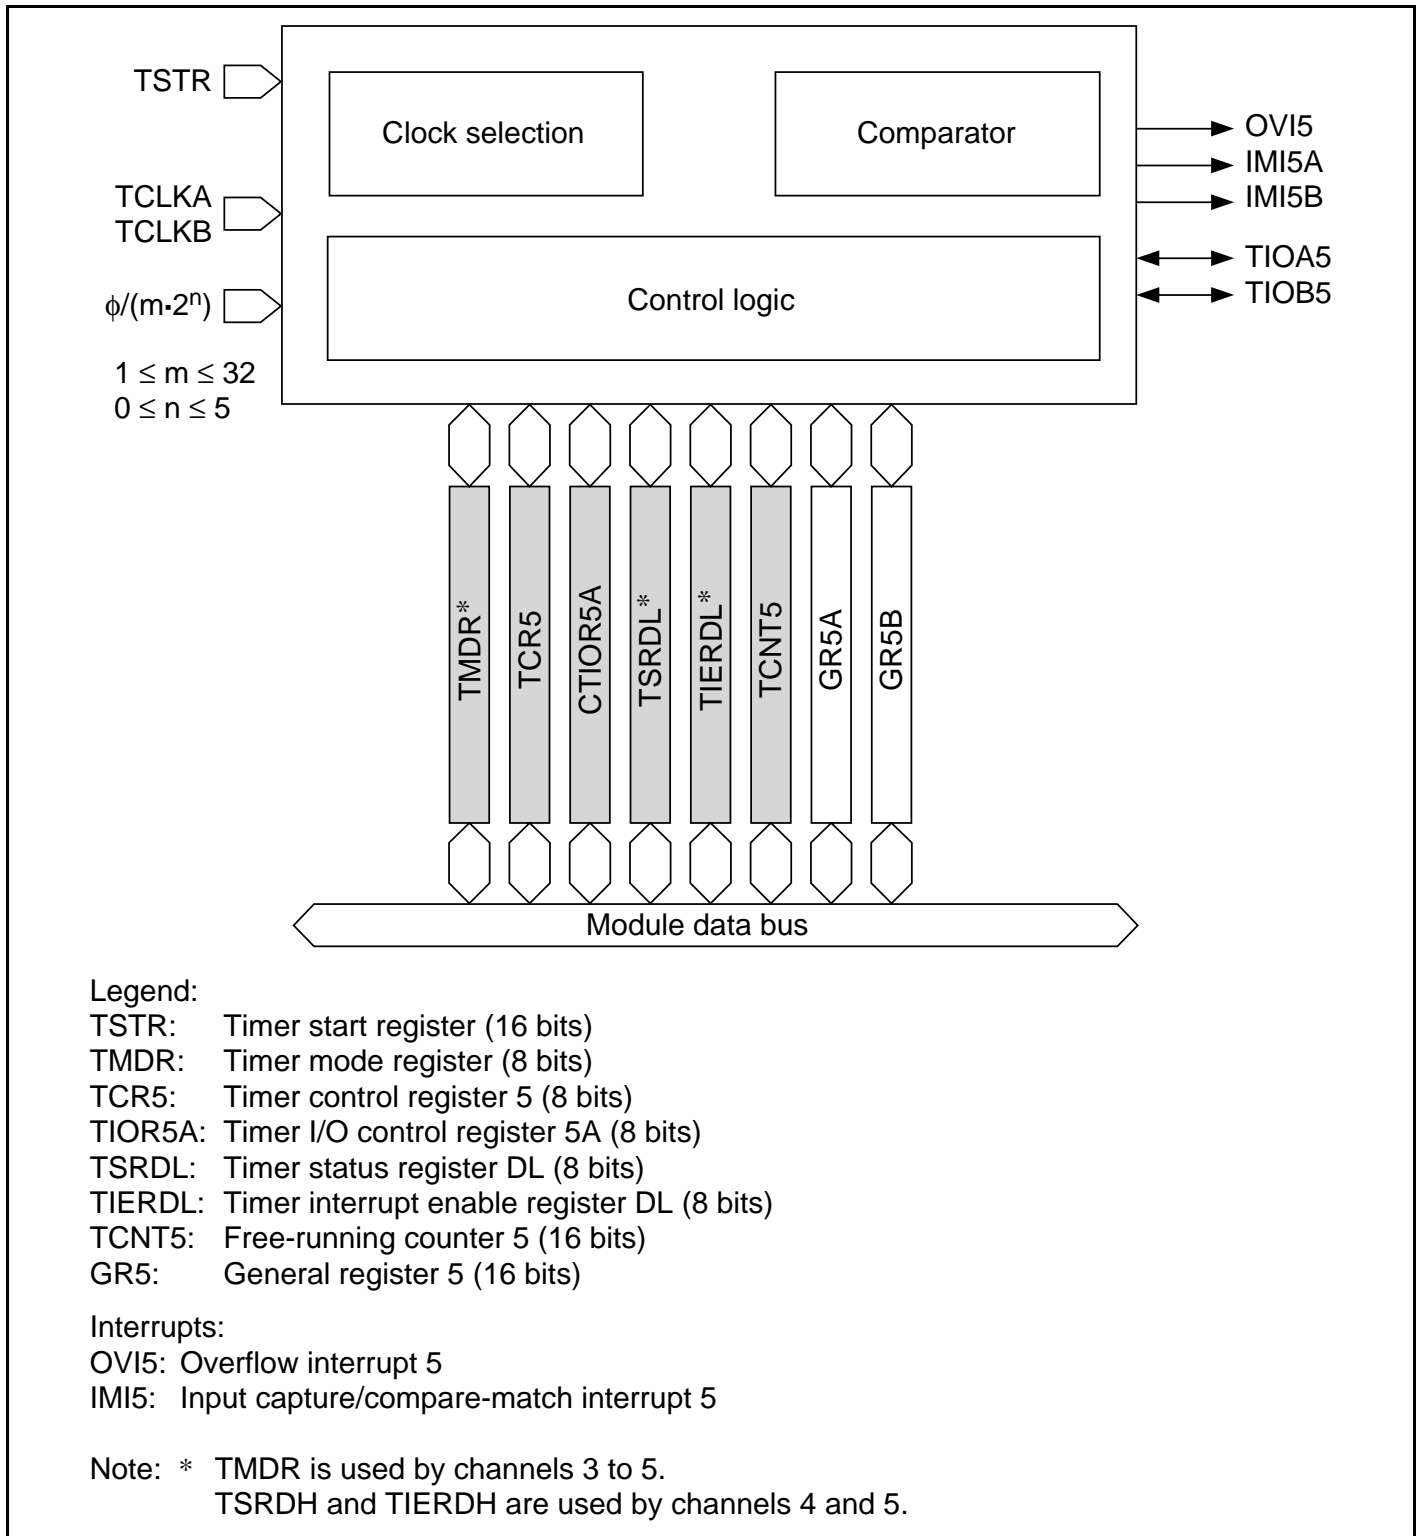 TSTR
Clock selection
Comparator
OVI5
IMI5A
IMI5B
TCLKA
TCLKB
TIOA5
TIOB5
Control logic
ϕ/(m▪2ⁿ)
1 ≤ m ≤ 32
0 ≤ n ≤ 5
TMDR*
TCR5
CTIOR5A
TSRDL*
TIERDL*
TCNT5
GR5A
GR5B
Module data bus
Legend:
TSTR: Timer start register (16 bits)
TMDR: Timer mode register (8 bits)
TCR5: Timer control register 5 (8 bits)
TIOR5A: Timer I/O control register 5A (8 bits)
TSRDL: Timer status register DL (8 bits)
TIERDL: Timer interrupt enable register DL (8 bits)
TCNT5: Free-running counter 5 (16 bits)
GR5: General register 5 (16 bits)
Interrupts:
OVI5: Overflow interrupt 5
IMI5: Input capture/compare-match interrupt 5
Note: * TMDR is used by channels 3 to 5.
TSRDH and TIERDH are used by channels 4 and 5.